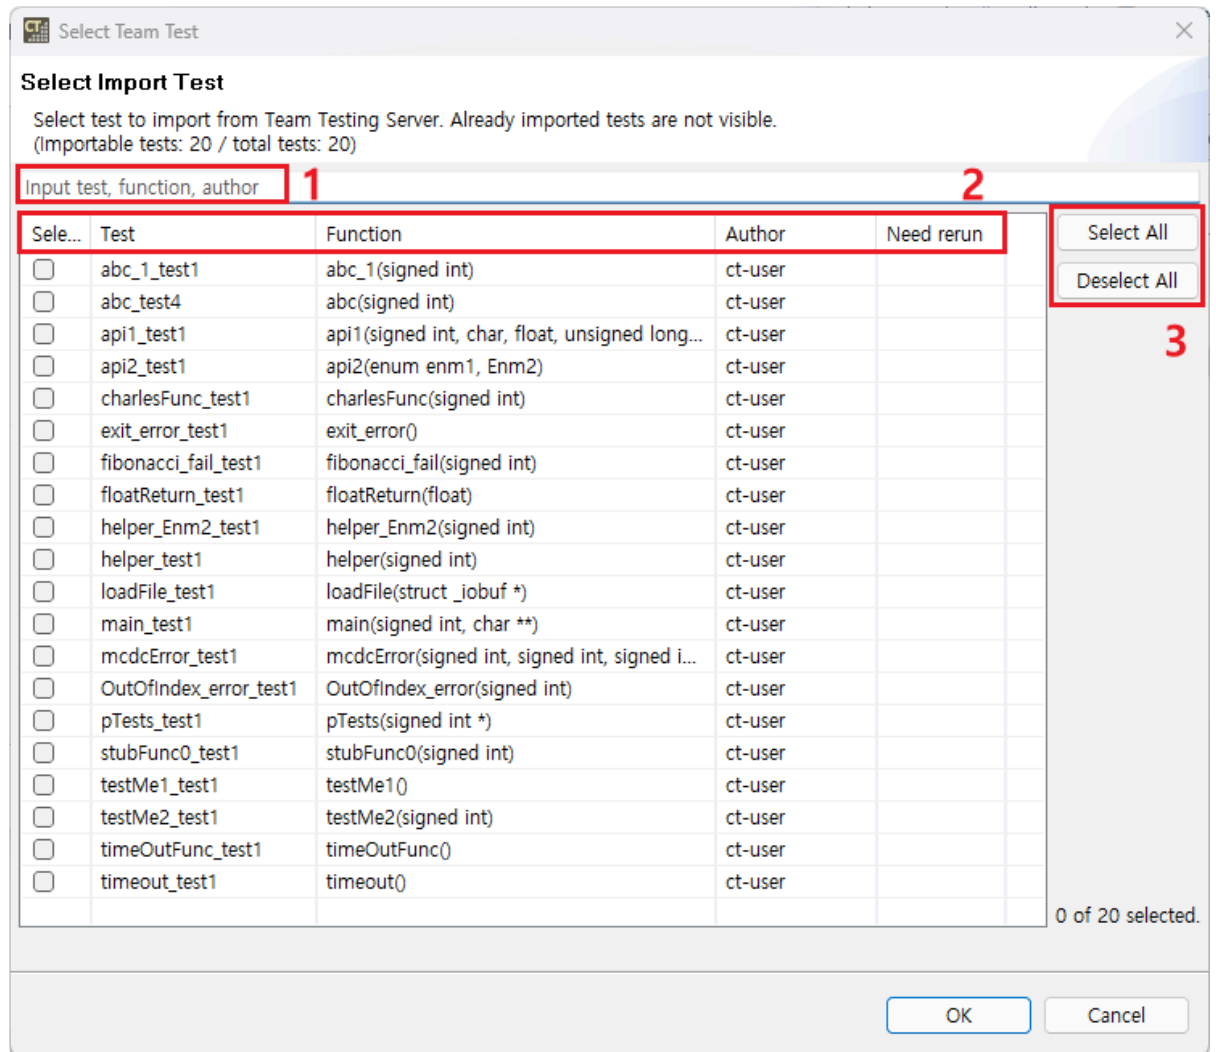 CT
Select Team Test
Select Import Test
Select test to import from Team Testing Server. Already imported tests are not visible.
(Importable tests: 20 / total tests: 20)
Input test, function, author 1 2
Sele... Test Function Author Need rerun Select All
abc_1_test1 abc_1(signed int) ct-user Deselect All
abc_test4 abc(signed int) ct-user
api1_test1 api1(signed int, char, float, unsigned long... ct-user 3
api2_test1 api2(enum enm1, Enm2) ct-user
charlesFunc_test1 charlesFunc(signed int) ct-user
exit_error_test1 exit_error() ct-user
fibonacci_fail_test1 fibonacci_fail(signed int) ct-user
floatReturn_test1 floatReturn(float) ct-user
helper_Enm2_test1 helper_Enm2(signed int) ct-user
helper_test1 helper(signed int) ct-user
loadFile_test1 loadFile(struct _iobuf *) ct-user
main_test1 main(signed int, char **) ct-user
mcdcError_test1 mcdcError(signed int, signed int, signed i... ct-user
OutOfIndex_error_test1 OutOfIndex_error(signed int) ct-user
pTests_test1 pTests(signed int *) ct-user
stubFunc0_test1 stubFunc0(signed int) ct-user
testMe1_test1 testMe1() ct-user
testMe2_test1 testMe2(signed int) ct-user
timeOutFunc_test1 timeOutFunc() ct-user
timeout_test1 timeout() ct-user
0 of 20 selected.
OK Cancel